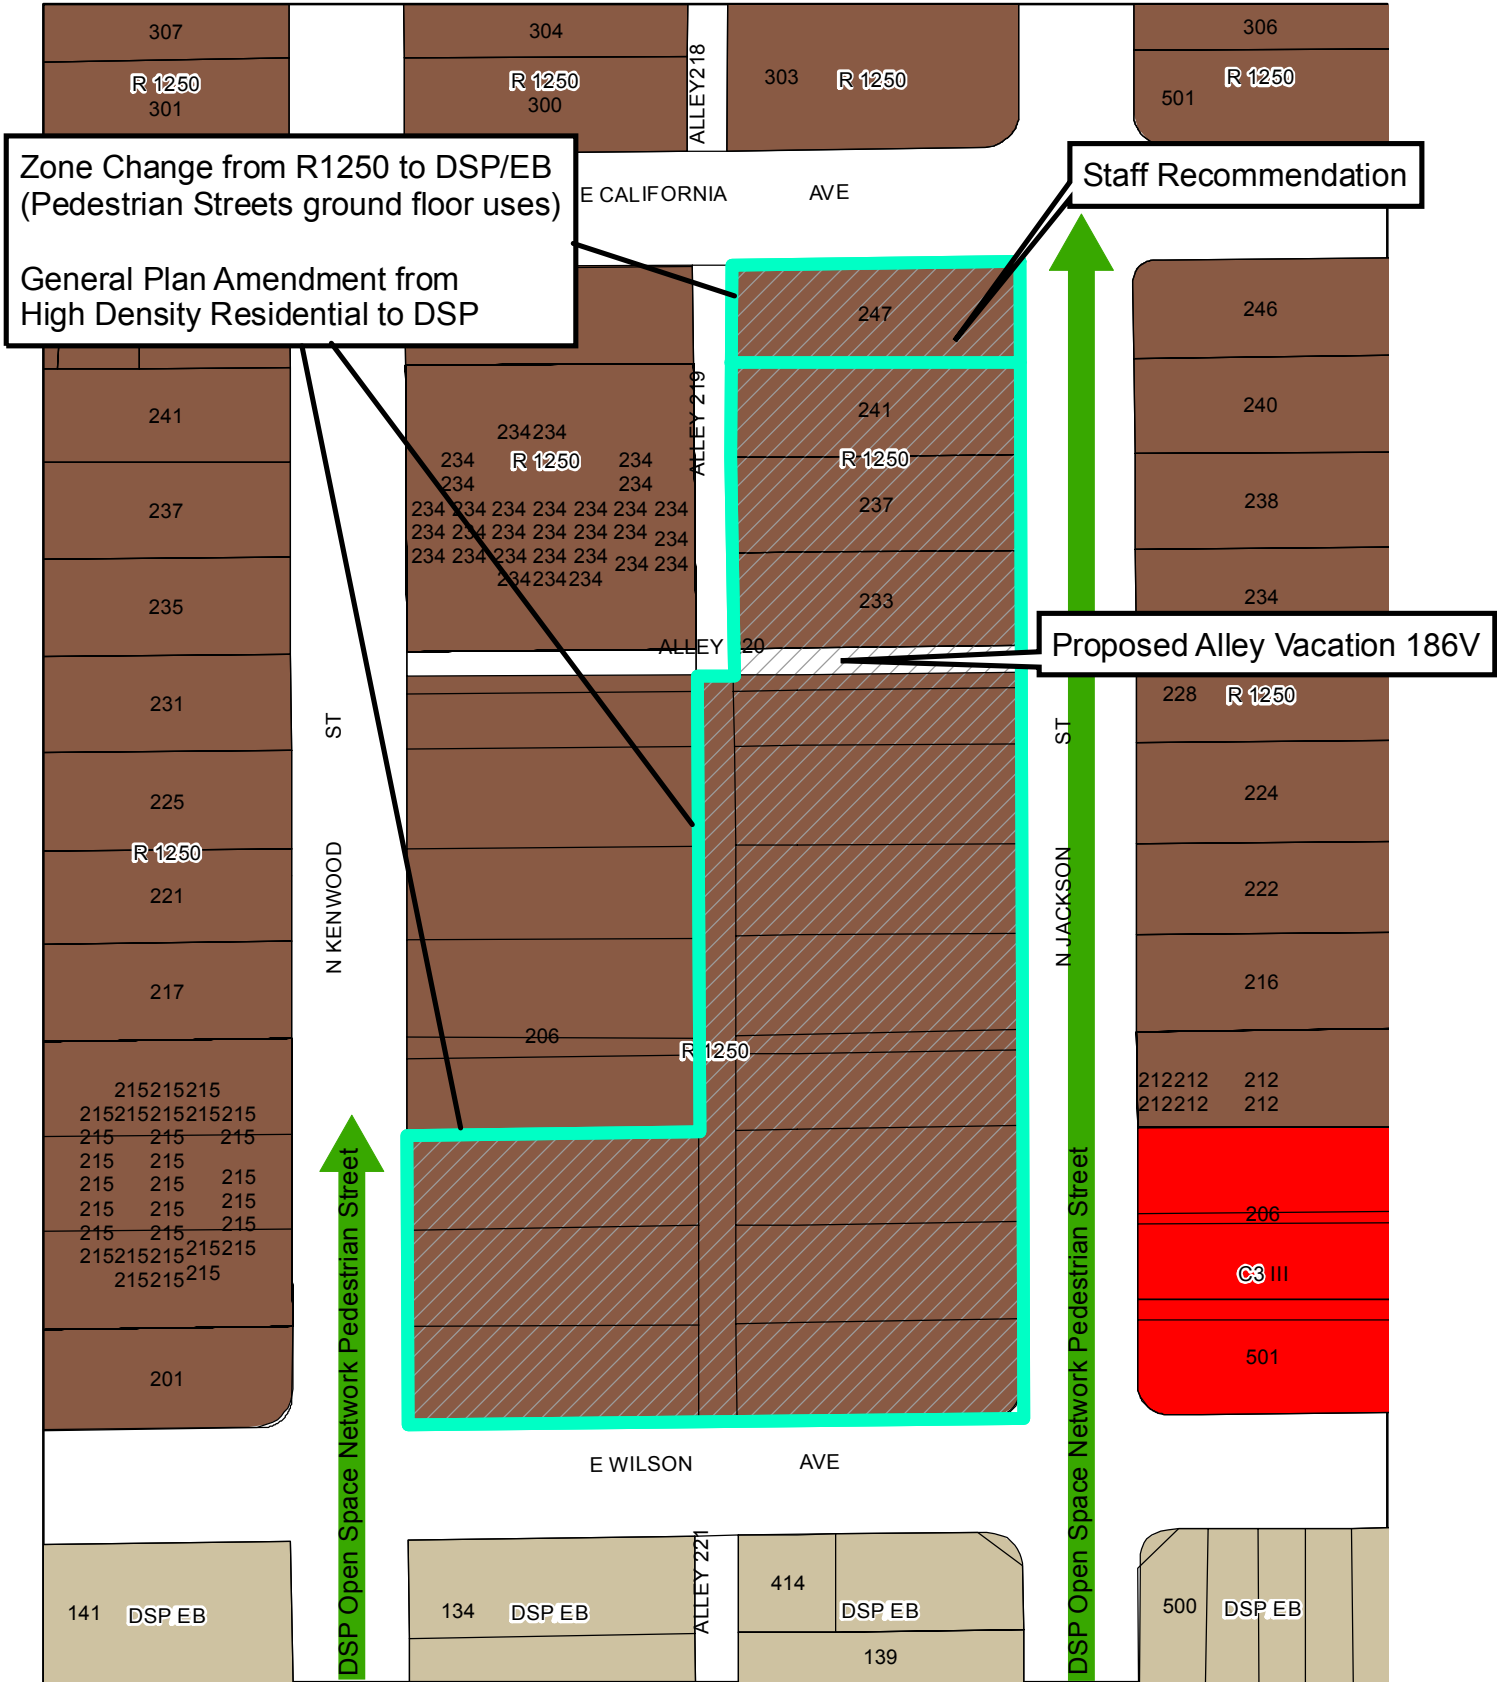 307
304
306
R 1250
R 1250
303 R 1250
R 1250
301
300
501
ALLEY218
Zone Change from R1250 to DSP/EB
(Pedestrian Streets ground floor uses)
General Plan Amendment from
High Density Residential to DSP
E CALIFORNIA AVE
Staff Recommendation
247
246
241
ALLEY 219
241
240
234234
234 R 1250 234
R 1250
234 234
237
234 234 234 234 234 234 234
237
238
234 234 234 234 234 234 234
234 234 234 234 234 234 234
234234234
235
233
234
ALLEY 20
Proposed Alley Vacation 186V
231
228 R 1250
N KENWOOD ST
N JACKSON ST
225
224
R 1250
221
222
217
216
206
R 1250
215215215
212212 212
215215215215215
212212 212
215 215 215
215 215
215 215 215
215 215 215
215 215 215
215215215215215
215215215
206
C3 III
201
501
DSP Open Space Network Pedestrian Street
DSP Open Space Network Pedestrian Street
E WILSON AVE
ALLEY 221
141 DSP EB
134 DSP EB
414
DSP EB
500 DSP EB
139